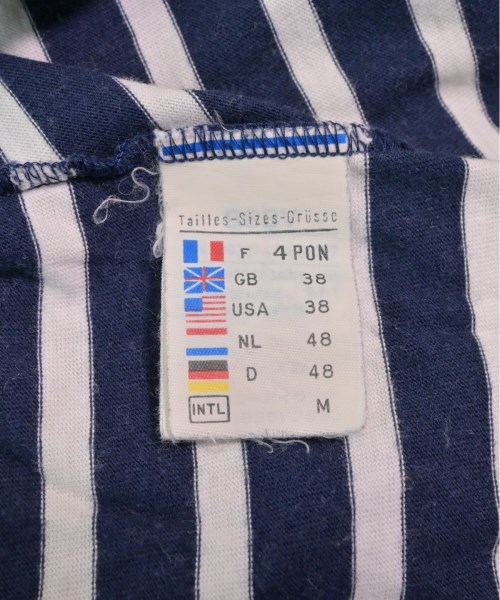 Tailles-Sizes-Grösse
F 4 PON
GB 38
USA 38
NL 48
D 48
INTL M